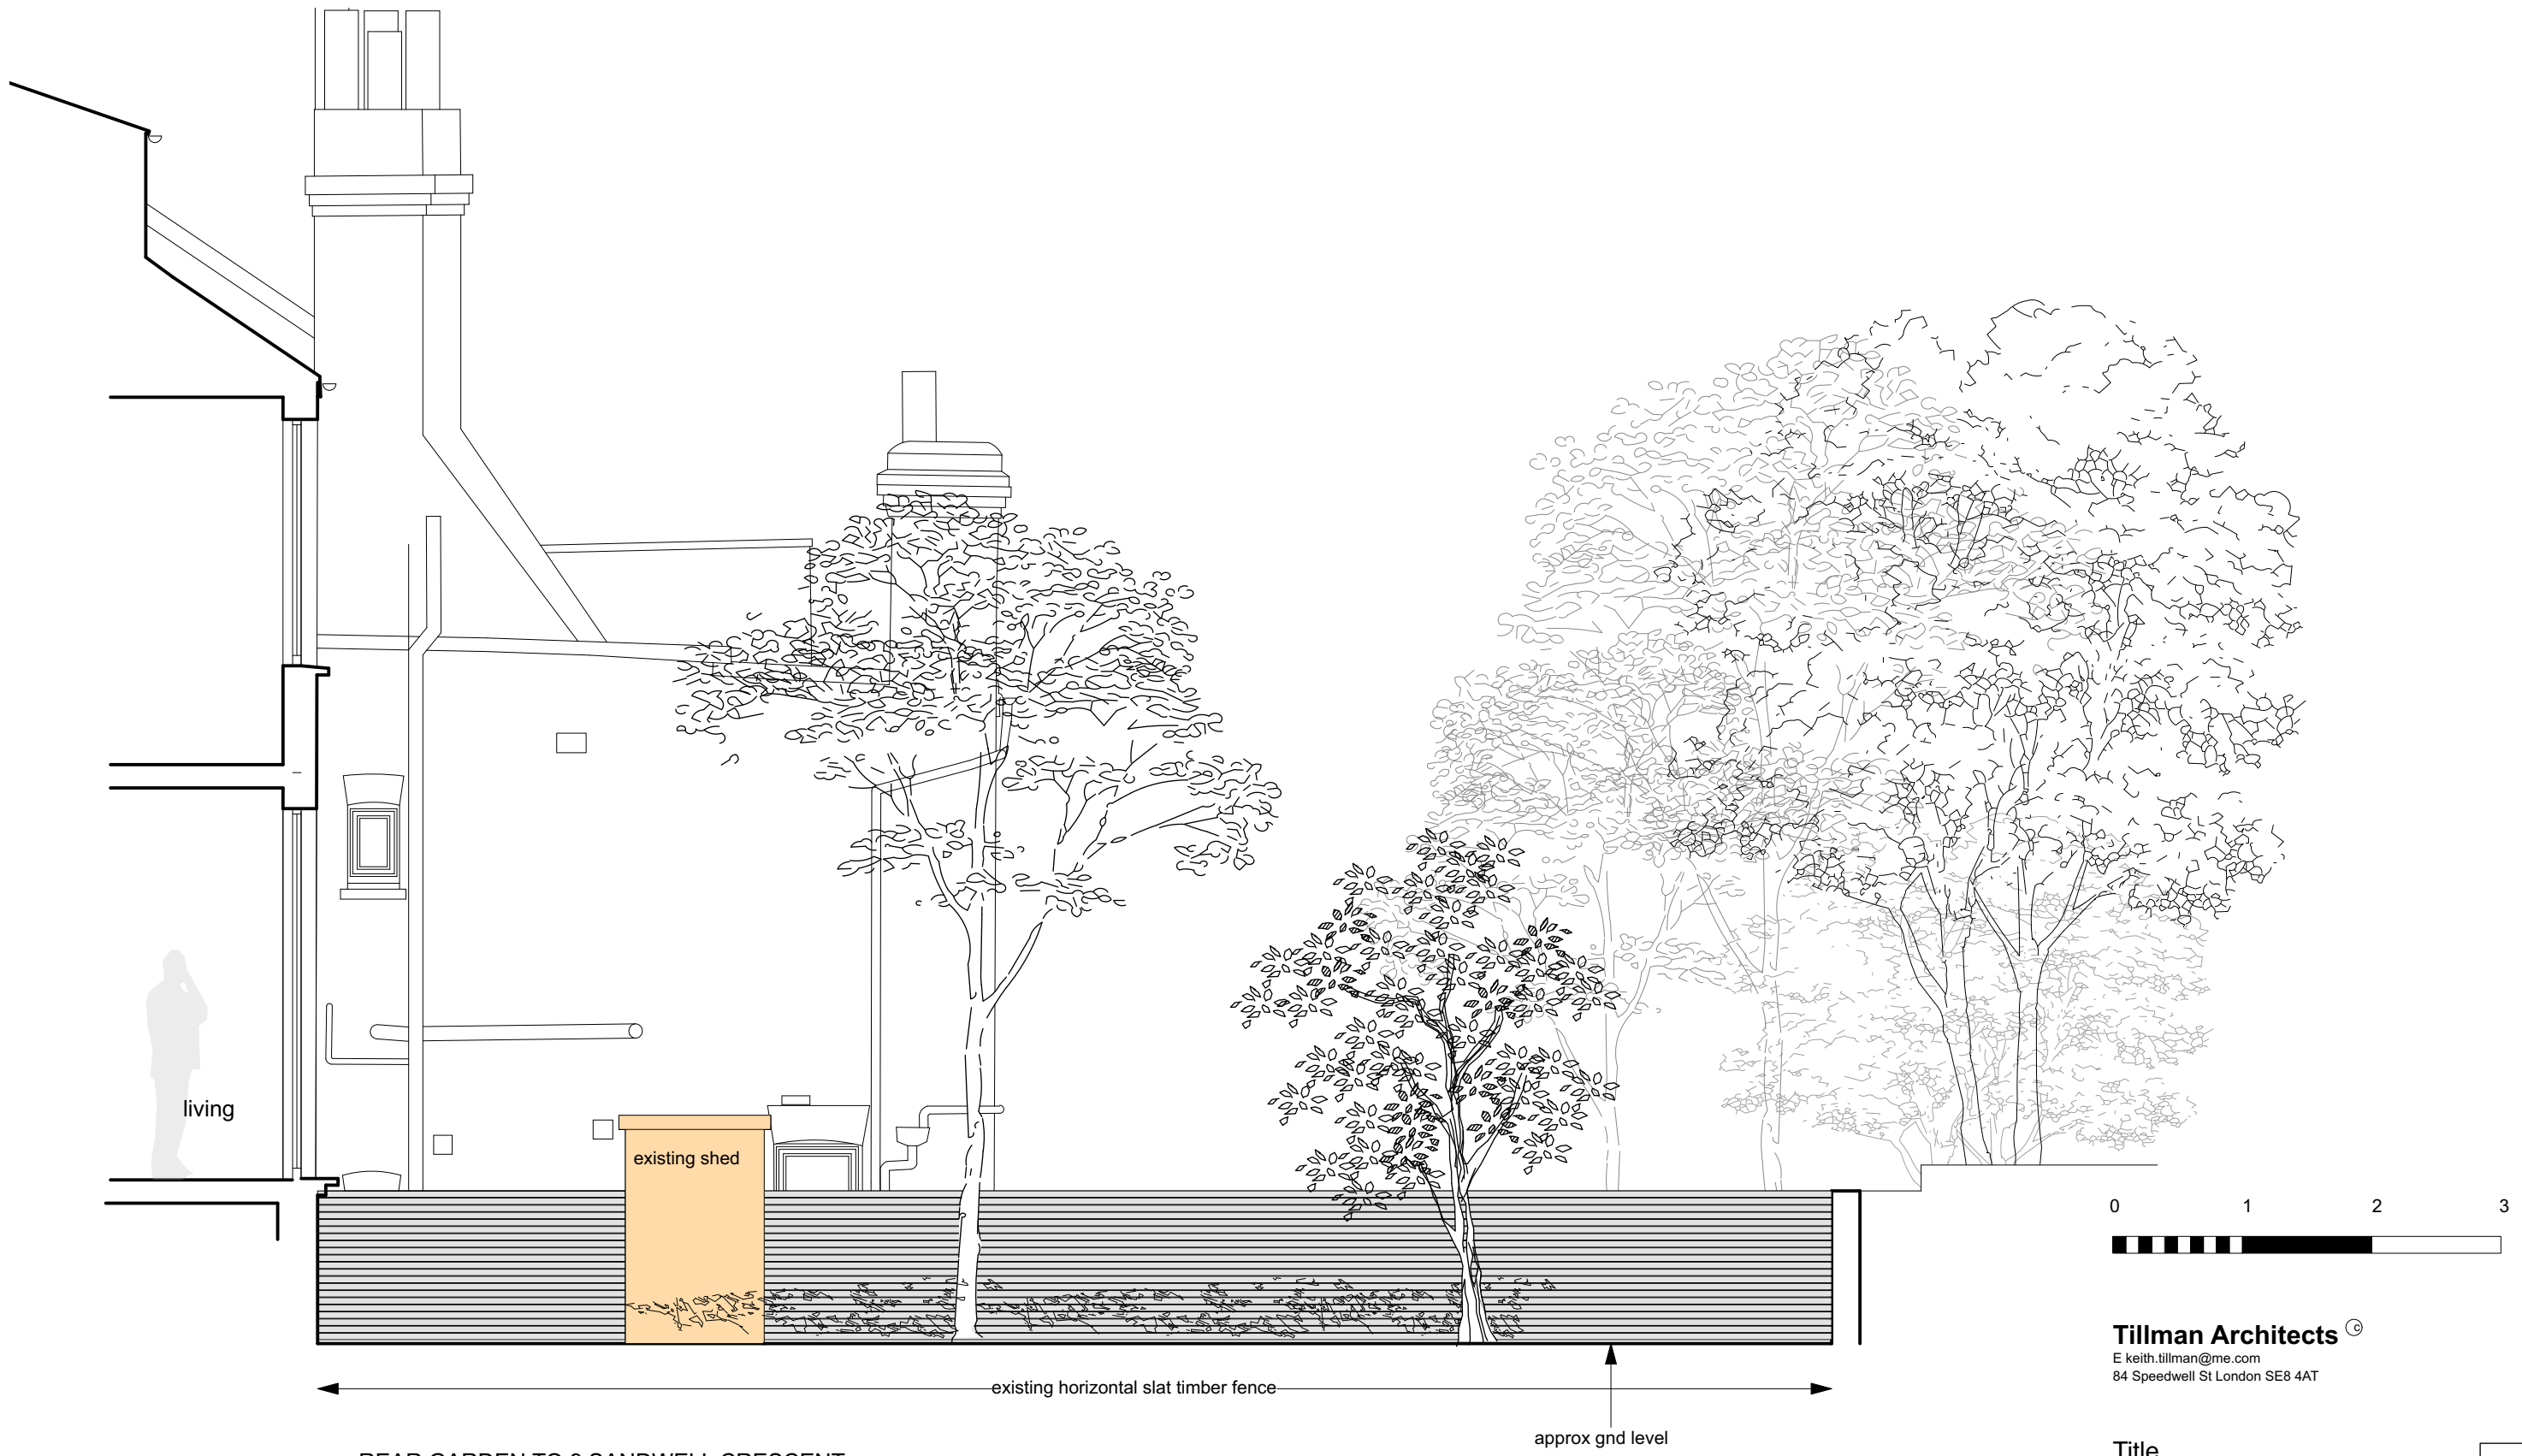 living
existing shed
0 1 2 3
Tillman Architects ©
E keith.tillman@me.com
84 Speedwell St London SE8 4AT
existing horizontal slat timber fence
approx gnd level
Title